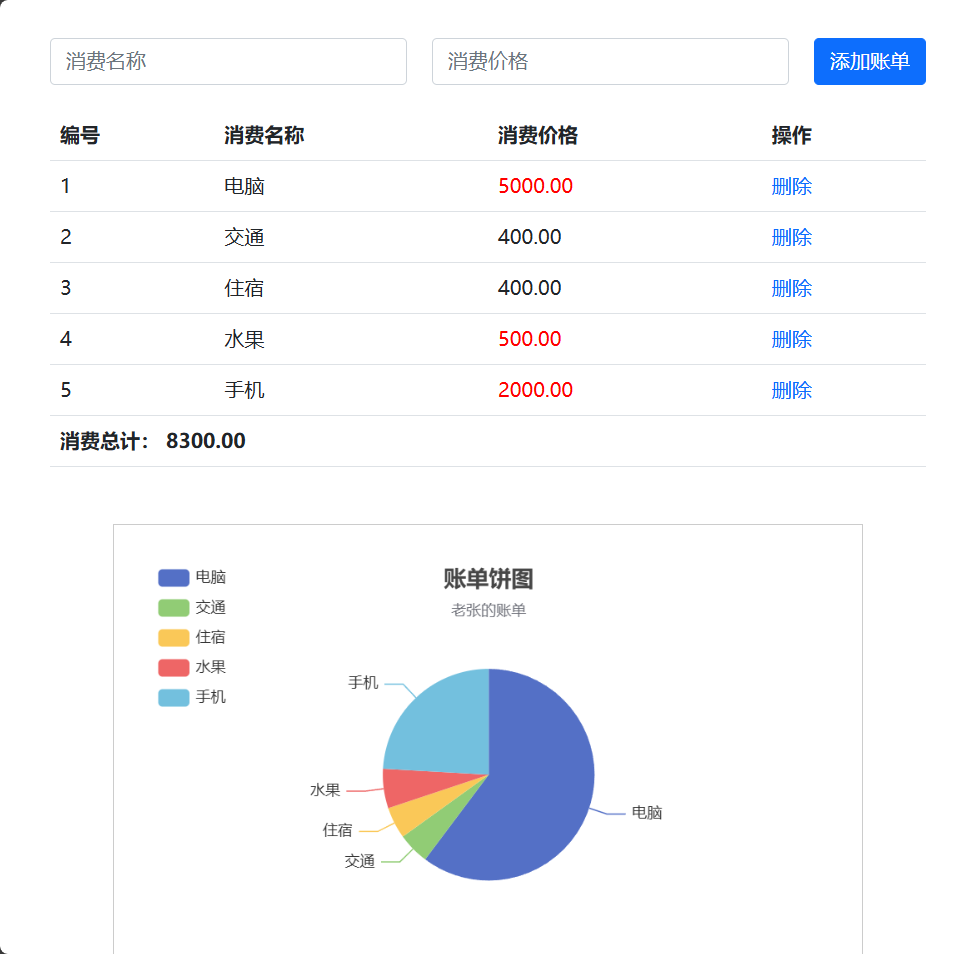 消费名称 消费价格 添加账单
编号 消费名称 消费价格 操作
1 电脑 5000.00 删除
2 交通 400.00 删除
3 住宿 400.00 删除
4 水果 500.00 删除
5 手机 2000.00 删除
消费总计： 8300.00
账单饼图
老张的账单
电脑
交通
住宿
水果
手机
手机
水果
住宿
交通
电脑